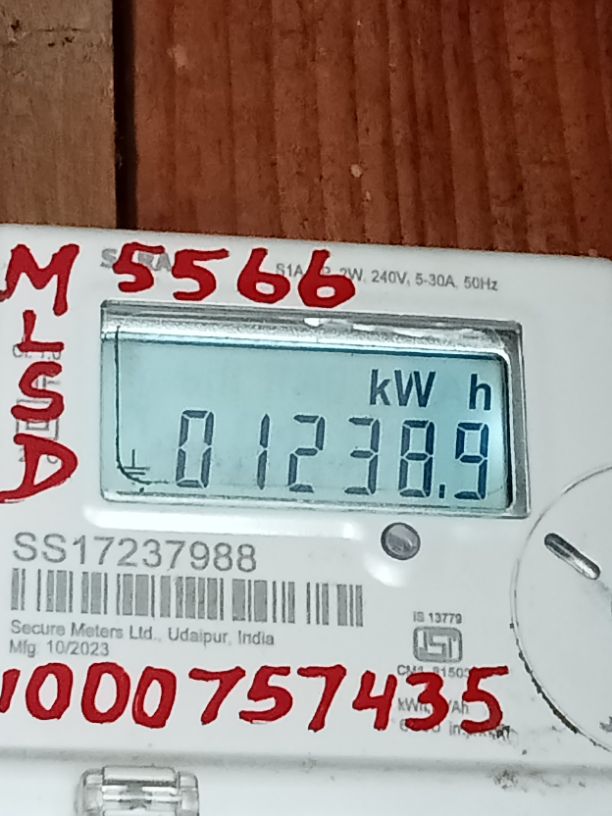 M 5566
240V, 5-30A, 50Hz
L
S
D
kW h
01238.9
SS17237988
Secure Meters Ltd., Udaipur, India
Mfg: 10/2023
IS 13779
ISI
1000757435